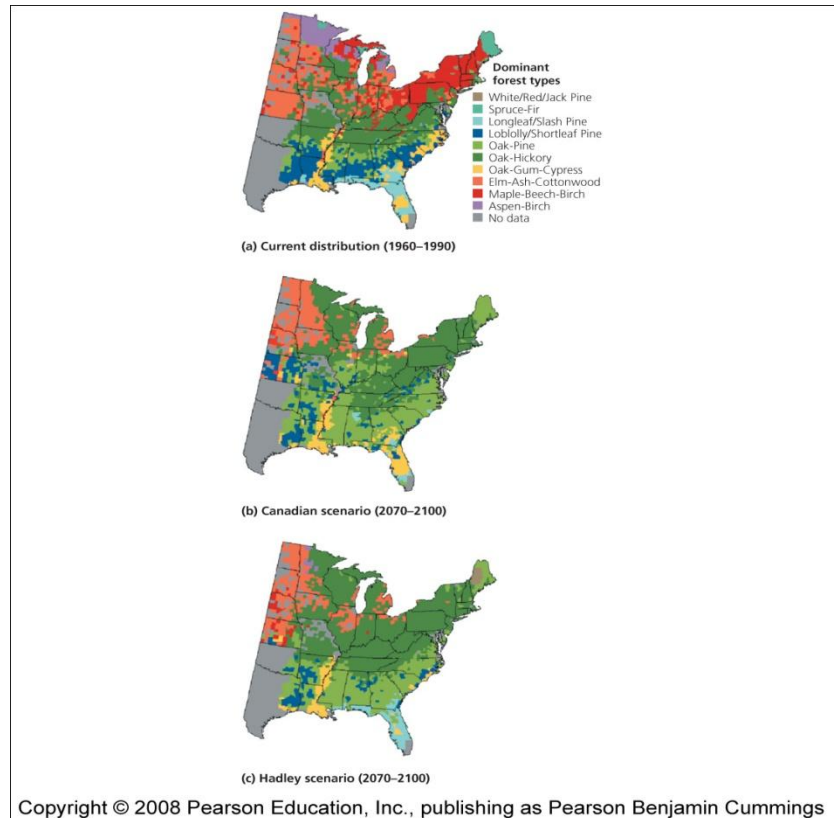 Dominant
forest types
White/Red/Jack Pine
Spruce-Fir
Longleaf/Slash Pine
Loblolly/Shortleaf Pine
Oak-Pine
Oak-Hickory
Oak-Gum-Cypress
Elm-Ash-Cottonwood
Maple-Beech-Birch
Aspen-Birch
No data
(a) Current distribution (1960–1990)
(b) Canadian scenario (2070–2100)
(c) Hadley scenario (2070–2100)
Copyright © 2008 Pearson Education, Inc., publishing as Pearson Benjamin Cummings